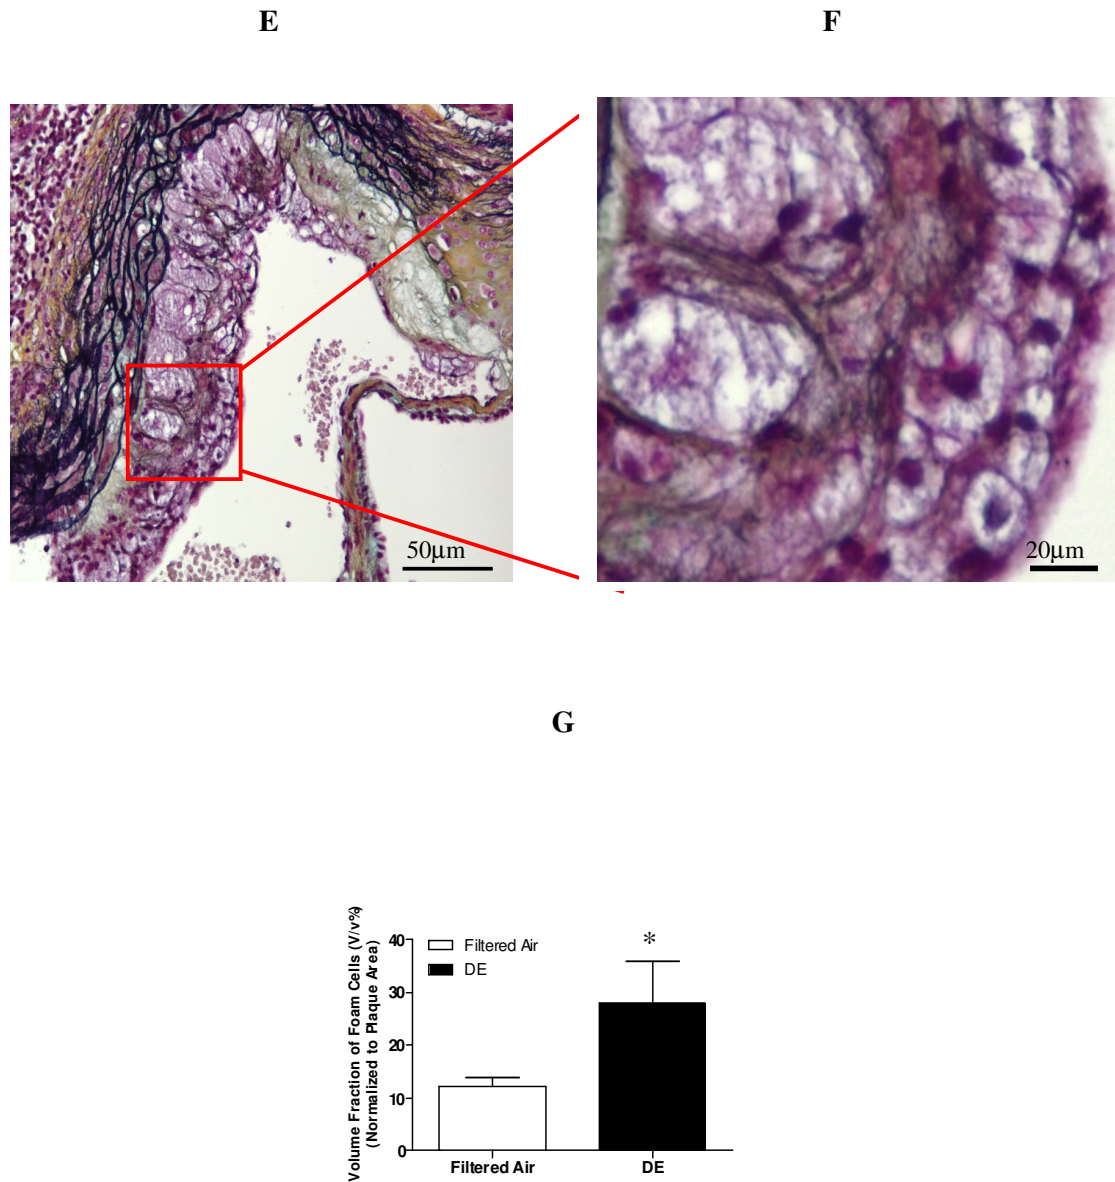 E
F
50μm
20μm
G
Volume Fraction of Foam Cells (V/v%)
(Normalized to Plaque Area)
40
30
20
10
0
*
Filtered Air
DE
Filtered Air
DE